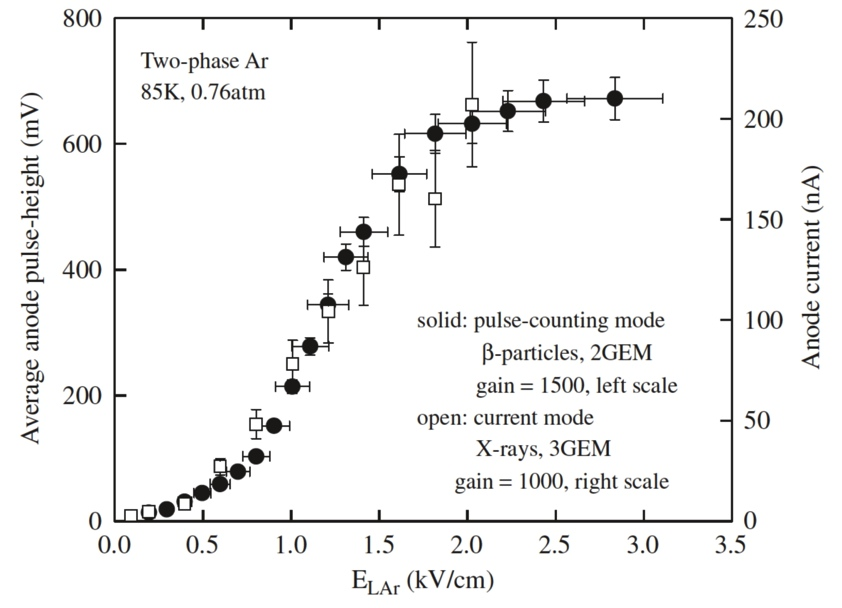 800
600
400
200
0
250
200
150
100
50
0
0.0 0.5 1.0 1.5 2.0 2.5 3.0 3.5
Average anode pulse-height (mV)
Anode current (nA)
E_LAr (kV/cm)
Two-phase Ar
85K, 0.76atm
solid: pulse-counting mode
β-particles, 2GEM
gain = 1500, left scale
open: current mode
X-rays, 3GEM
gain = 1000, right scale